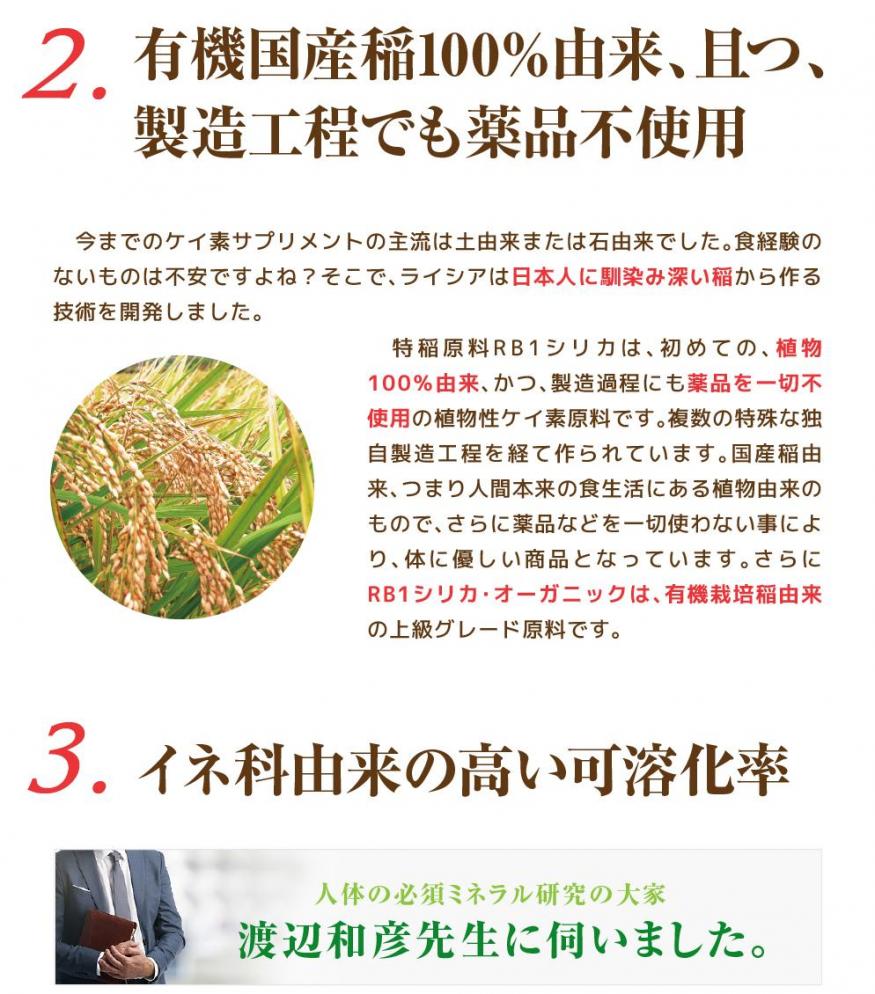 2. 有機国産稲100%由来、且つ、
製造工程でも薬品不使用
今までのケイ素サプリメントの主流は土由来または石由来でした。食経験の
ないものは不安ですよね？そこで、ライシアは日本人に馴染み深い稲から作る
技術を開発しました。
特稲原料RB1シリカは、初めての、植物
100%由来、かつ、製造過程にも薬品を一切不
使用の植物性ケイ素原料です。複数の特殊な独
自製造工程を経て作られています。国産稲由
来、つまり人間本来の食生活にある植物由来の
もので、さらに薬品などを一切使わない事によ
り、体に優しい商品となっています。さらに
RB1シリカ・オーガニックは、有機栽培稲由来
の上級グレード原料です。
3. イネ科由来の高い可溶化率
人体の必須ミネラル研究の大家
渡辺和彦先生に伺いました。